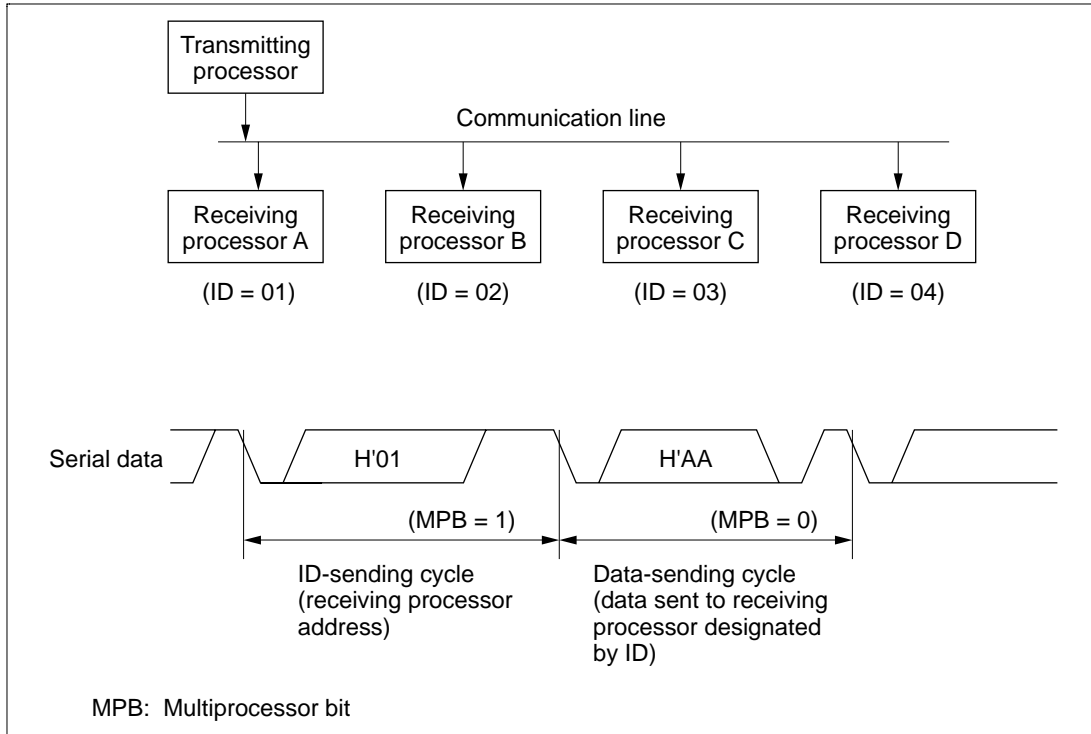 Transmitting
processor
Communication line
Receiving
processor A
Receiving
processor B
Receiving
processor C
Receiving
processor D
(ID = 01)
(ID = 02)
(ID = 03)
(ID = 04)
Serial data
H'01
H'AA
(MPB = 1)
(MPB = 0)
ID-sending cycle
(receiving processor
address)
Data-sending cycle
(data sent to receiving
processor designated
by ID)
MPB: Multiprocessor bit